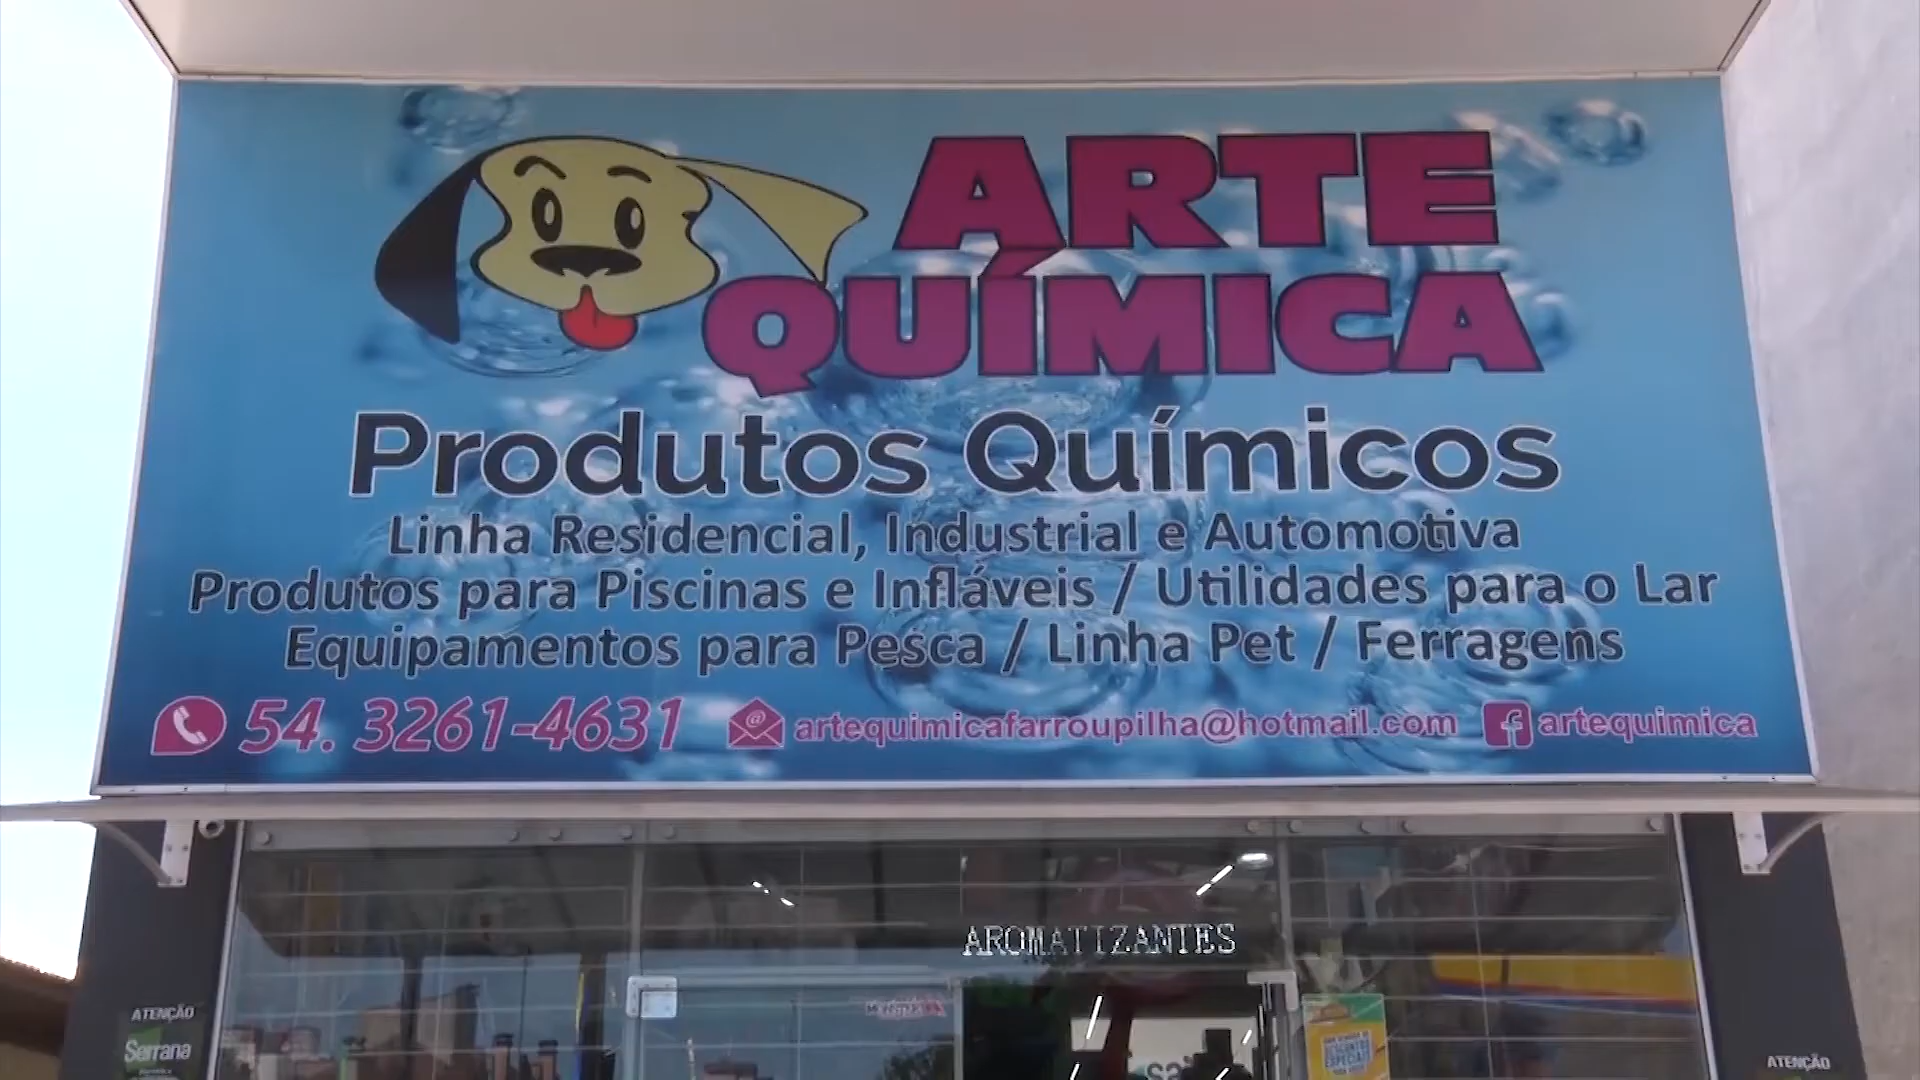 ARTE
QUÍMICA
Produtos Químicos
Linha Residencial, Industrial e Automotiva
Produtos para Piscinas e Infláveis / Utilidades para o Lar
Equipamentos para Pesca / Linha Pet / Ferragens
54. 3261-4631 artequimicafarroupilha@hotmail.com artequimica
AROMATIZANTES
ATENÇÃO
Serrana
ATENÇÃO